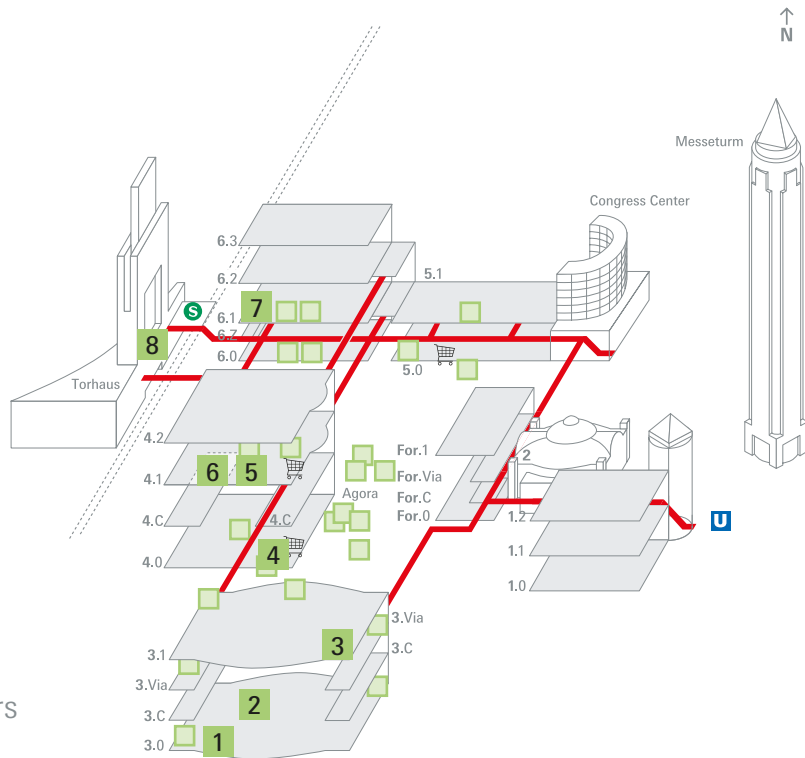 N
Messeturm
Congress Center
6.3
6.2
5.1
7
S
6.1
6.Z
8
6.0
5.0
Torhaus
4.2
For.1
2
6
5
4.1
For.Via
Agora
For.C
4.C
4.C
For.0
1.2
U
4
1.1
4.0
1.0
3.Via
3
3.C
3.1
3.Via
2
TS
3.C
1
3.0